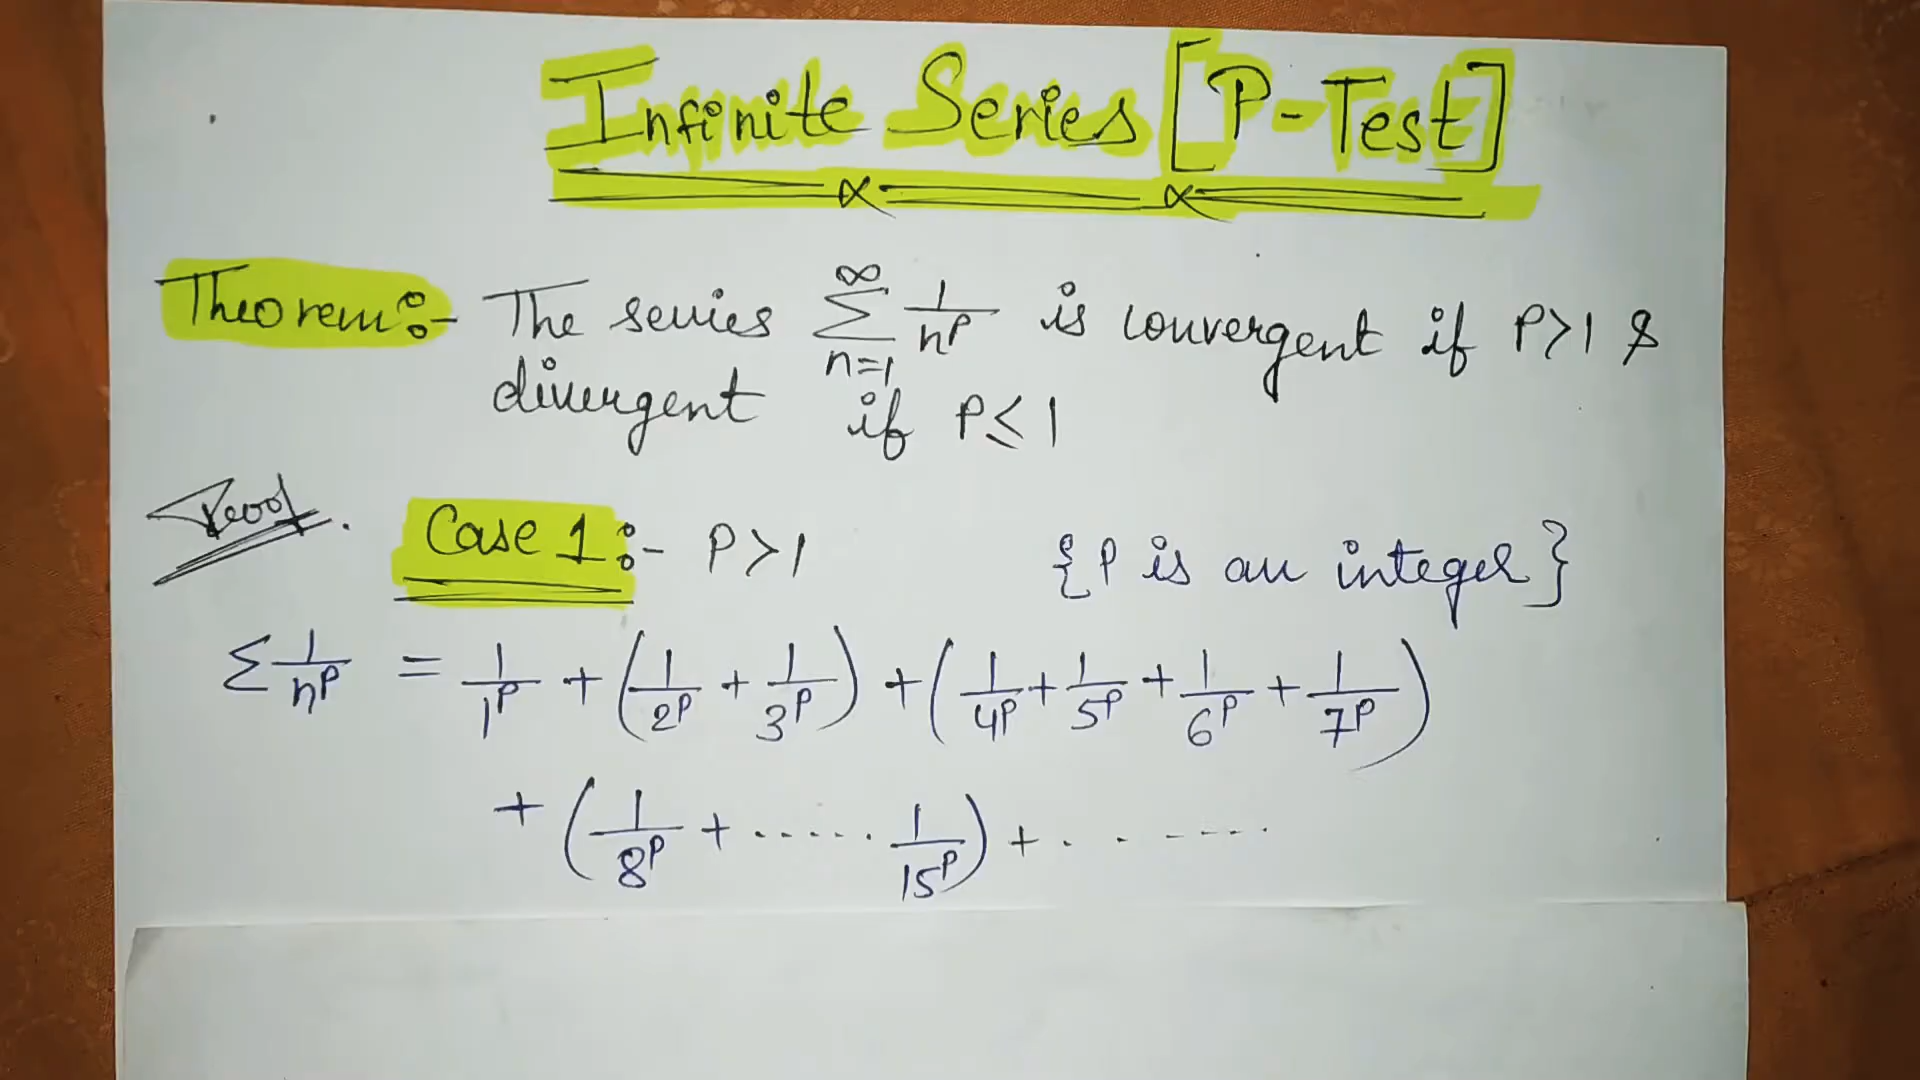 Infinite Series [P-Test]
Theorem:- The series ∑_{n=1}^{∞} 1/n^p is convergent if P>1 &
divergent if P≤1
Proof.
Case 1:- P>1 {P is an integer}
∑ 1/n^p = 1/1^p + (1/2^p + 1/3^p) + (1/4^p + 1/5^p + 1/6^p + 1/7^p)
+ (1/8^p + ..... 1/15^p) + . . - - - - ..